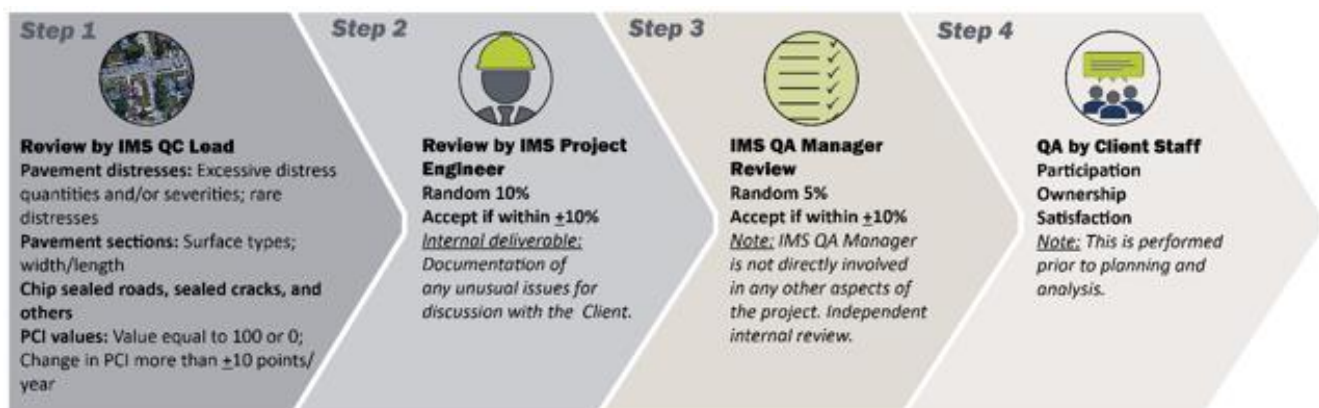 Step 1
Review by IMS QC Lead
Pavement distresses: Excessive distress
quantities and/or severities; rare
distresses
Pavement sections: Surface types;
width/length
Chip sealed roads, sealed cracks, and
others
PCI values: Value equal to 100 or 0;
Change in PCI more than ±10 points/
year
Step 2
Review by IMS Project
Engineer
Random 10%
Accept if within ±10%
Internal deliverable:
Documentation of
any unusual issues for
discussion with the Client.
Step 3
IMS QA Manager
Review
Random 5%
Accept if within ±10%
Note: IMS QA Manager
is not directly involved
in any other aspects of
the project. Independent
internal review.
Step 4
QA by Client Staff
Participation
Ownership
Satisfaction
Note: This is performed
prior to planning and
analysis.